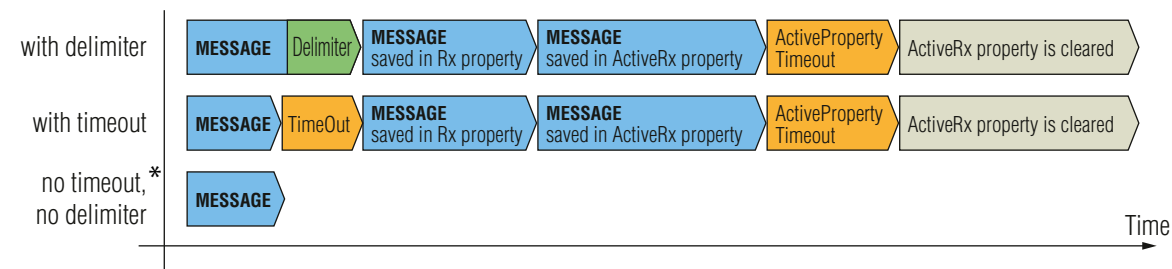 with delimiter
MESSAGE Delimiter
MESSAGE
saved in Rx property
MESSAGE
saved in ActiveRx property
ActiveProperty
Timeout
ActiveRx property is cleared
with timeout
MESSAGE TimeOut
MESSAGE
saved in Rx property
MESSAGE
saved in ActiveRx property
ActiveProperty
Timeout
ActiveRx property is cleared
no timeout,*
no delimiter
MESSAGE
Time